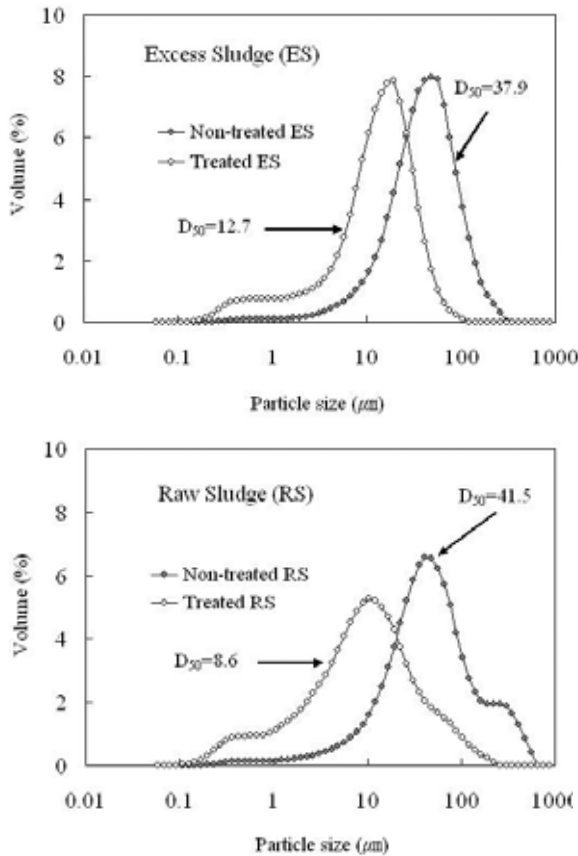 10
Excess Sludge (ES)
8
D₅₀=37.9
6
Non-treated ES
Treated ES
Volume (%)
4
D₅₀=12.7
2
0
0.01 0.1 1 10 100 1000
Particle size (㎛)
10
Raw Sludge (RS)
D₅₀=41.5
8
6
Non-treated RS
Treated RS
Volume (%)
4
D₅₀=8.6
2
0
0.01 0.1 1 10 100 1000
Particle size (㎛)